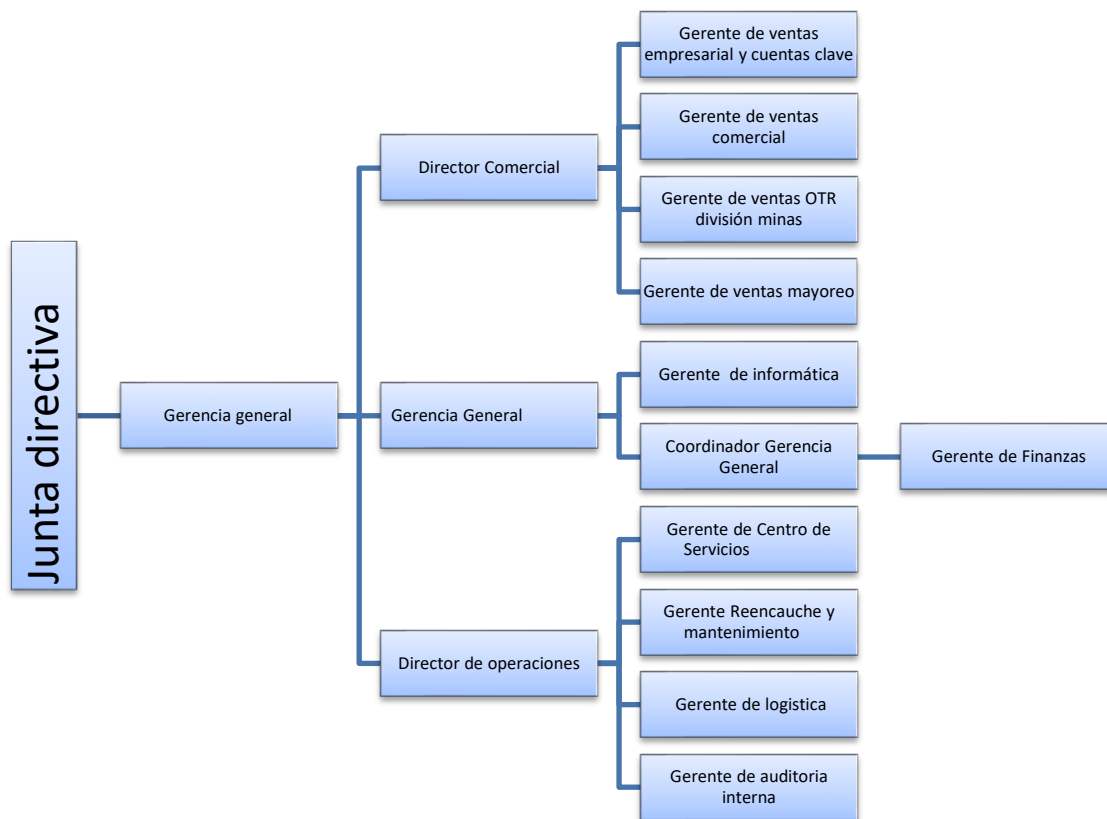 Junta directiva
Gerencia general
Director Comercial
Gerente de ventas
empresarial y cuentas clave
Gerente de ventas
comercial
Gerente de ventas OTR
división minas
Gerente de ventas mayoreo
Gerencia General
Gerente  de informática
Coordinador Gerencia
General
Gerente de Finanzas
Director de operaciones
Gerente de Centro de
Servicios
Gerente Reencauche y
mantenimiento
Gerente de logistica
Gerente de auditoria
interna